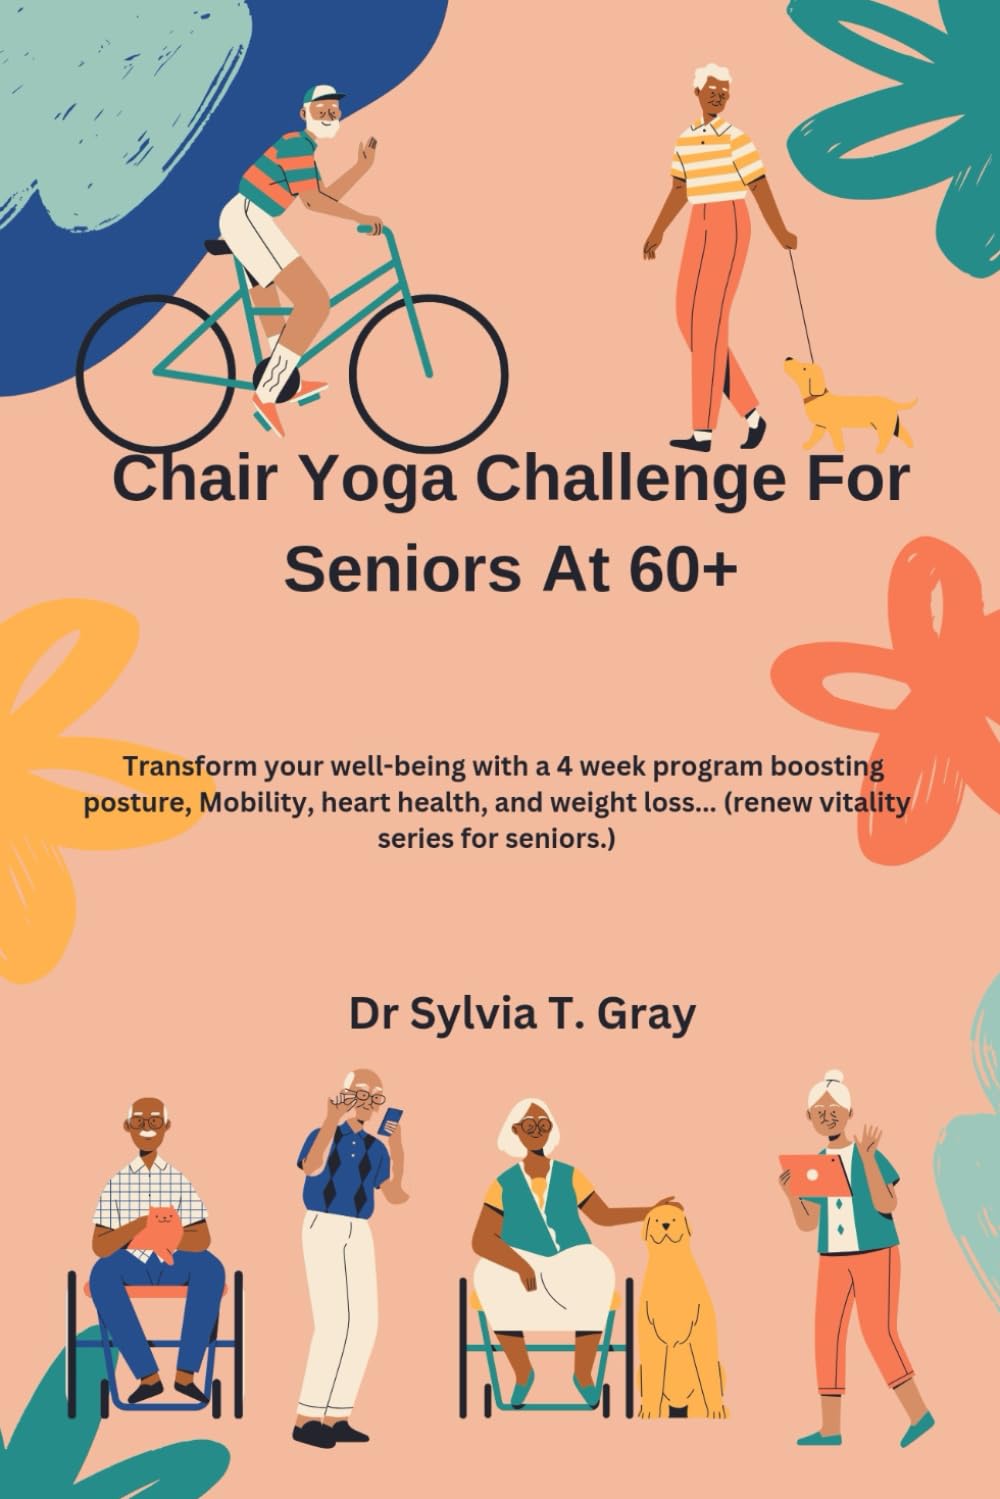 Chair Yoga Challenge For
Seniors At 60+
Transform your well-being with a 4 week program boosting
posture, Mobility, heart health, and weight loss... (renew vitality
series for seniors.)
Dr Sylvia T. Gray